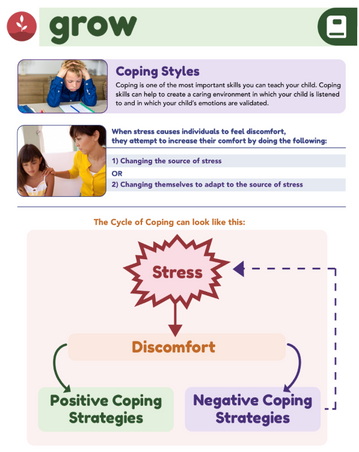 grow
Coping Styles
Coping is one of the most important skills you can teach your child. Coping
skills can help to create a caring environment in which your child is listened
to and in which your child's emotions are validated.
When stress causes individuals to feel discomfort,
they attempt to increase their comfort by doing the following:
1) Changing the source of stress
OR
2) Changing themselves to adapt to the source of stress
The Cycle of Coping can look like this:
Stress
Discomfort
Positive Coping
Strategies
Negative Coping
Strategies